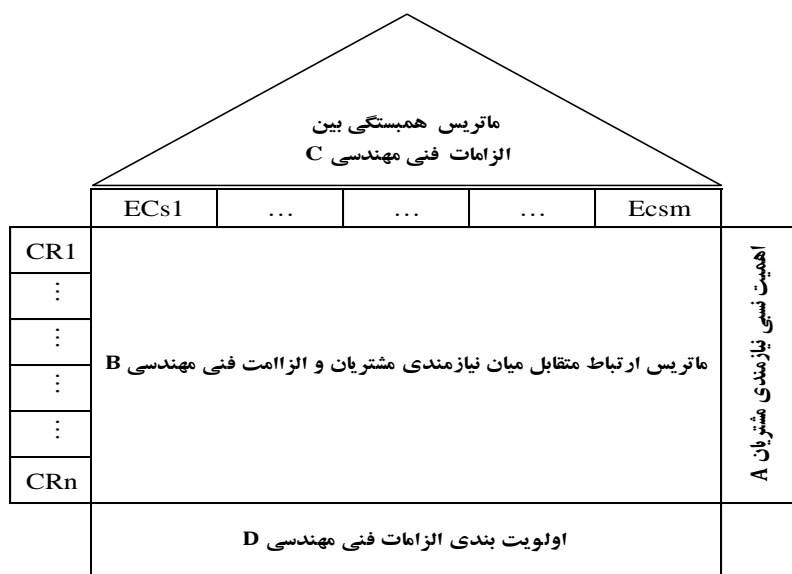 ماتریس همبستگی بین
الزامات فنی مهندسی C
ECs1 … … … Ecsm
CR1
⋮
⋮
⋮
⋮
CRn
ماتریس ارتباط متقابل میان نیازمندی مشتریان و الزاامت فنی مهندسی B
اهمیت نسبی نیازمندی مشتریان A
اولویت بندی الزامات فنی مهندسی D